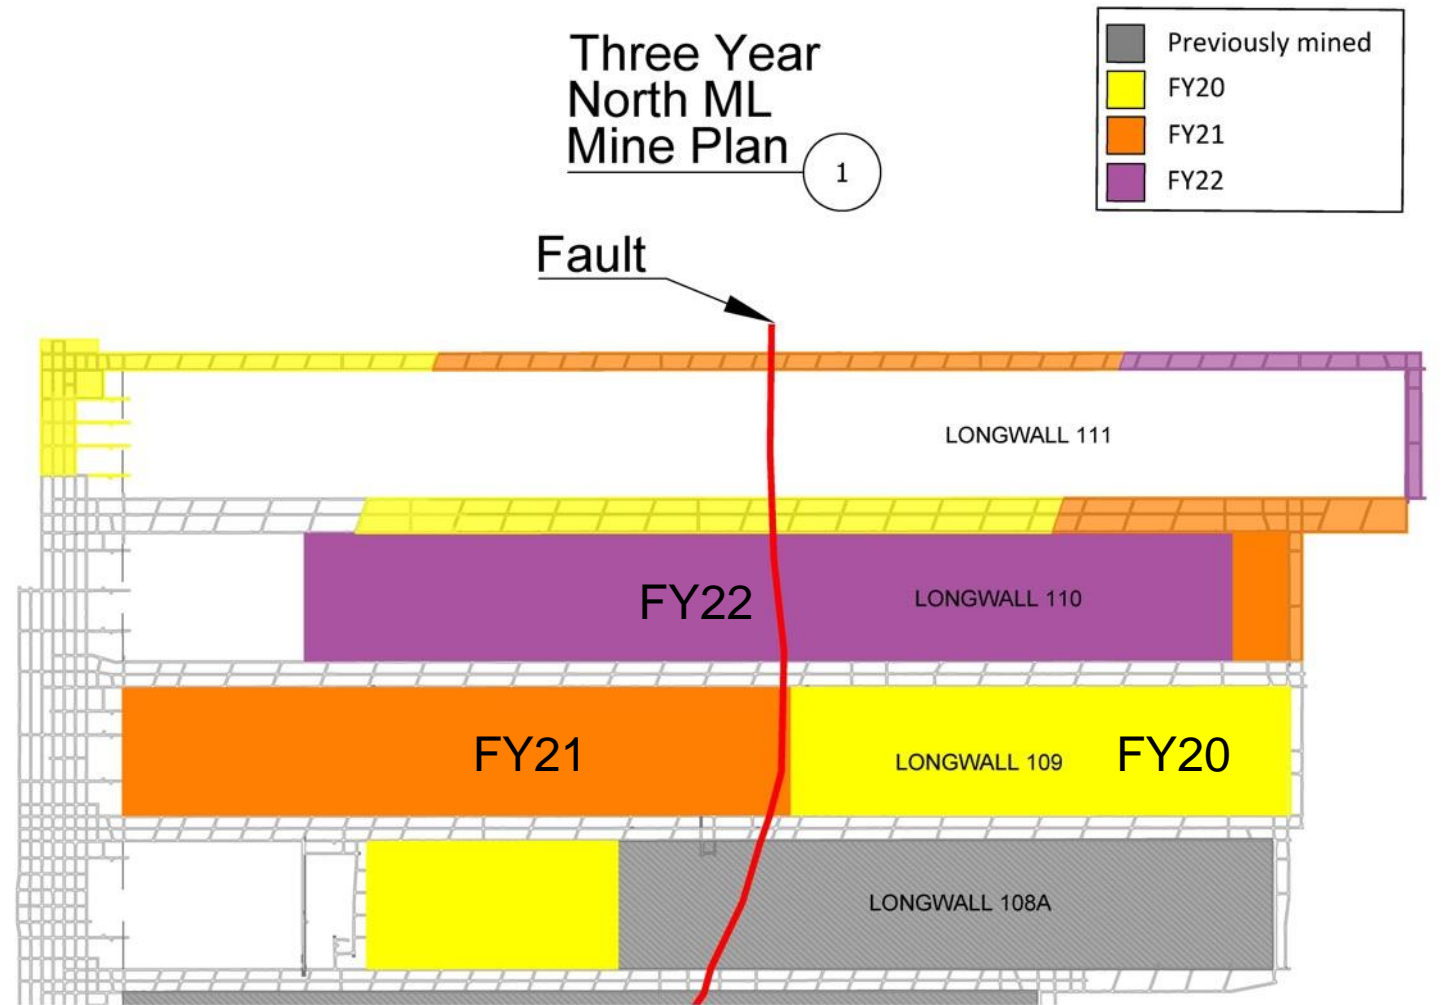 Three Year
North ML
Mine Plan
1
Previously mined
FY20
FY21
FY22
Fault
LONGWALL 111
FY22
LONGWALL 110
FY21
LONGWALL 109
FY20
LONGWALL 108A